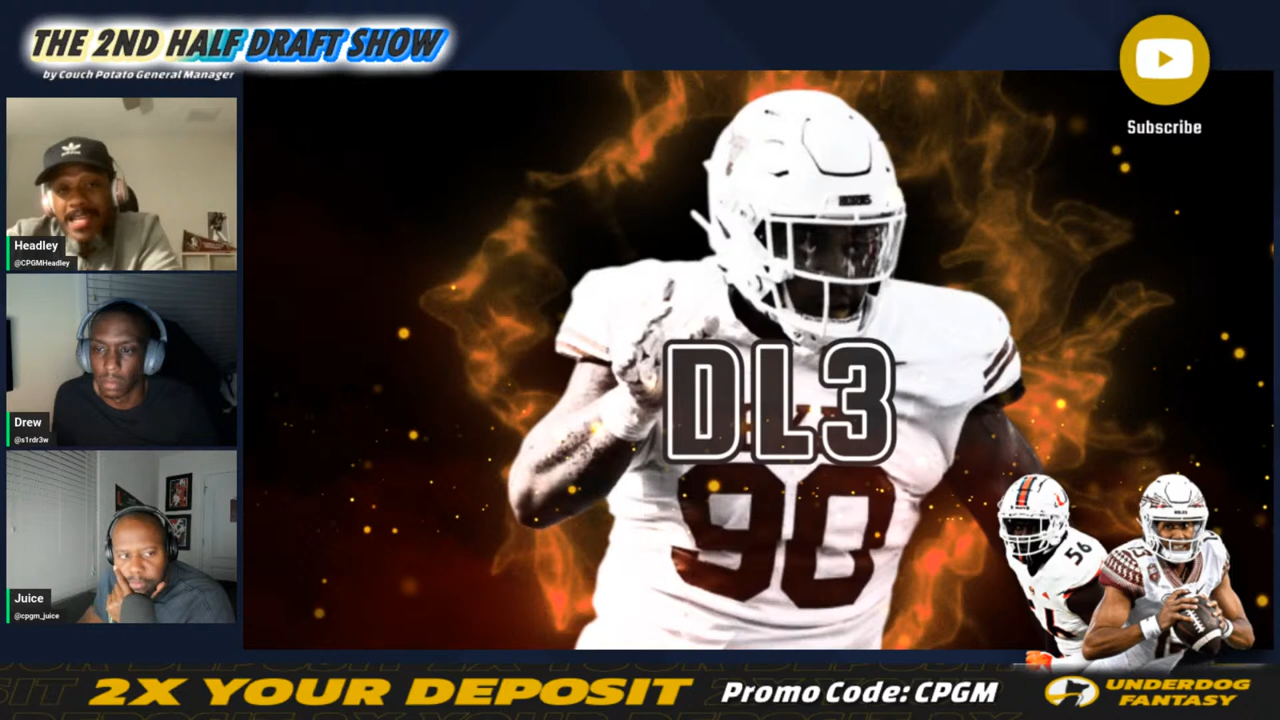 THE 2ND HALF DRAFT SHOW
by Couch Potato General Manager
Subscribe
Headley
@CPGMHeadley
Drew
@s1rdr3w
Juice
@cpgm_juice
DL3
90
56
2X YOUR DEPOSIT
Promo Code: CPGM
UNDERDOG
FANTASY